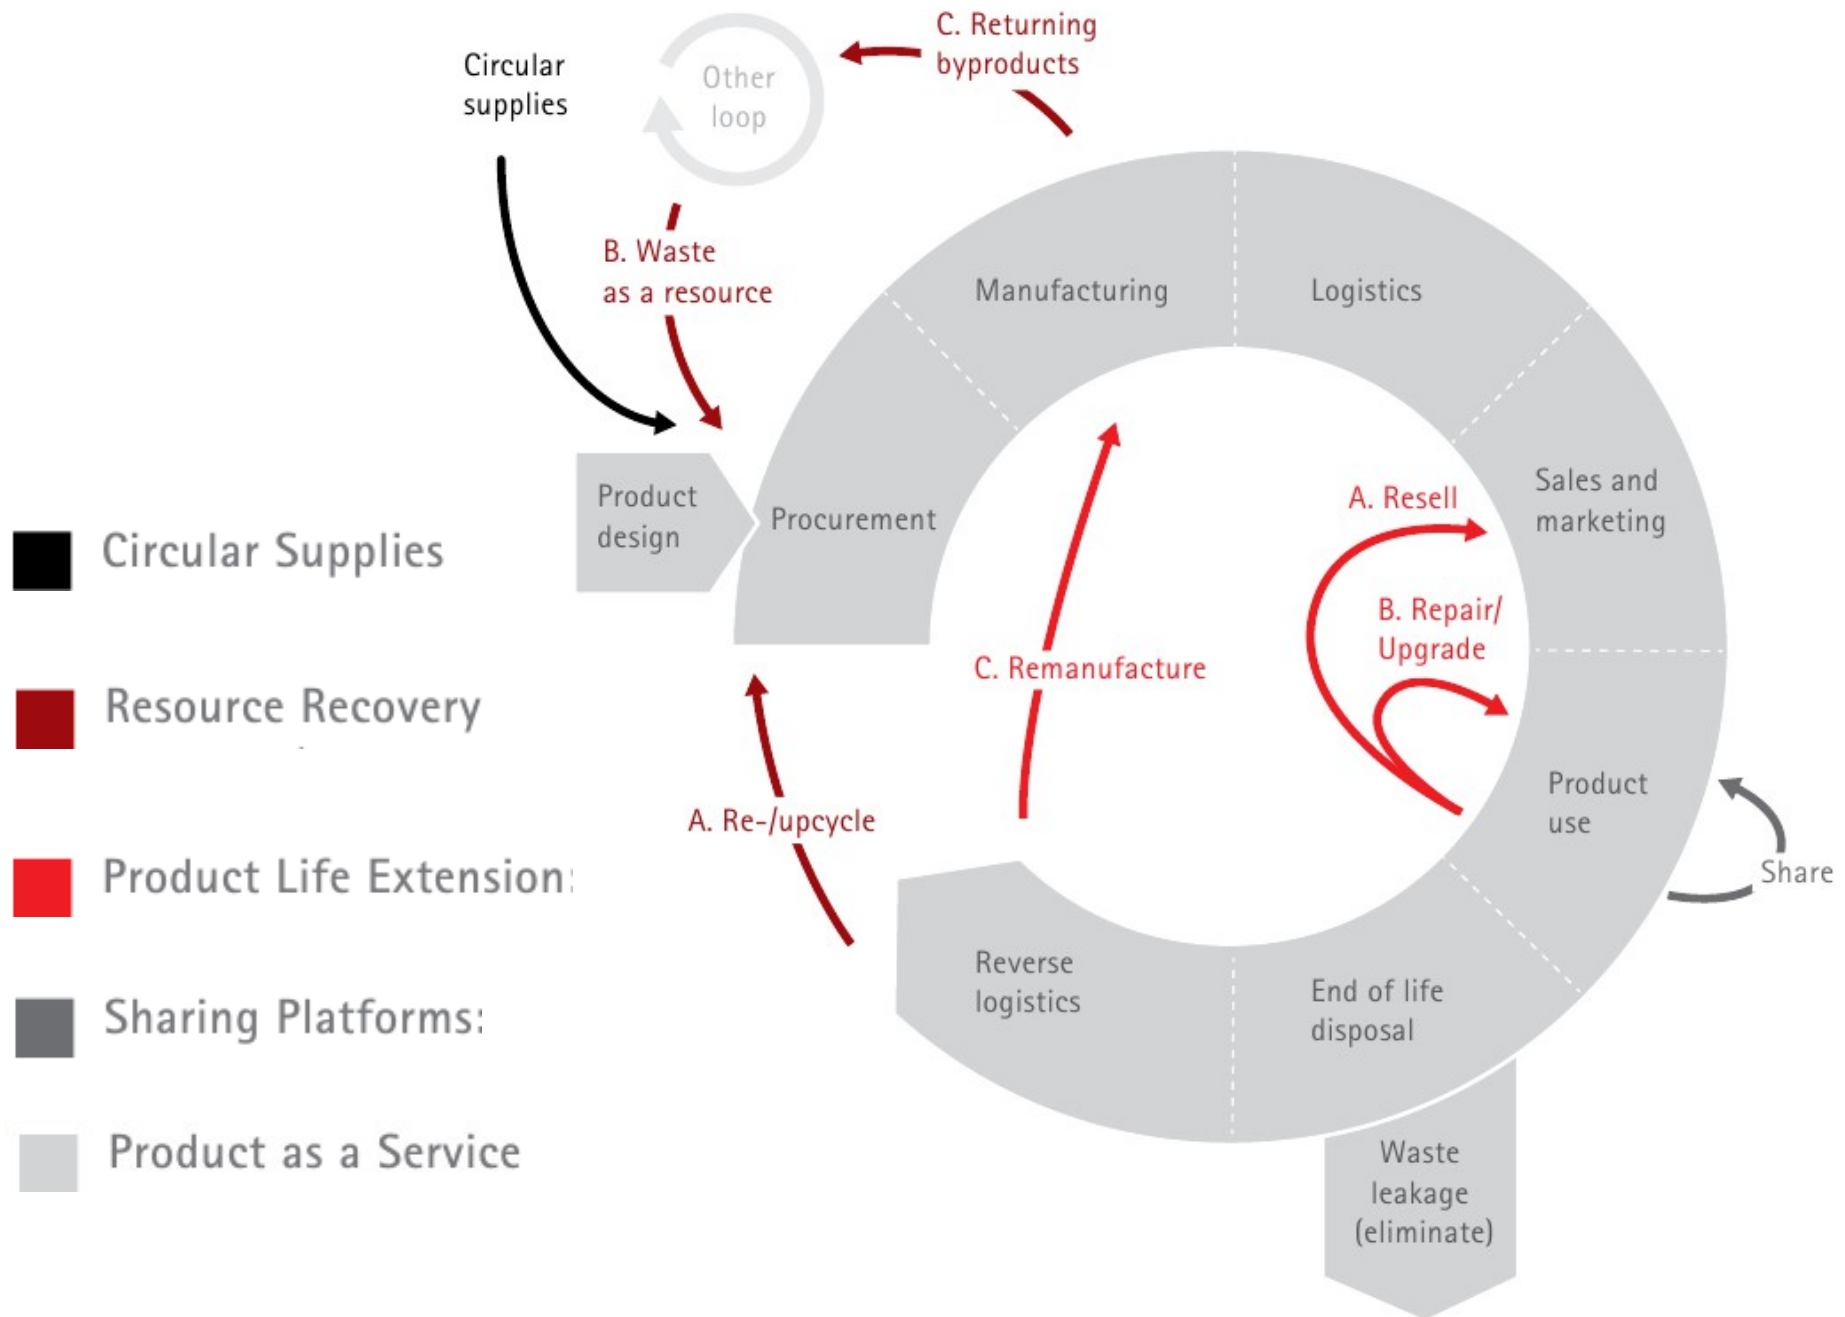 C. Returning
byproducts
Circular
supplies
Other
loop
B. Waste
as a resource
Manufacturing
Logistics
Product
design
Procurement
A. Resell
Sales and
marketing
B. Repair/
Upgrade
C. Remanufacture
Product
use
Share
A. Re-/upcycle
Reverse
logistics
End of life
disposal
Waste
leakage
(eliminate)
Circular Supplies
Resource Recovery
Product Life Extension:
Sharing Platforms:
Product as a Service